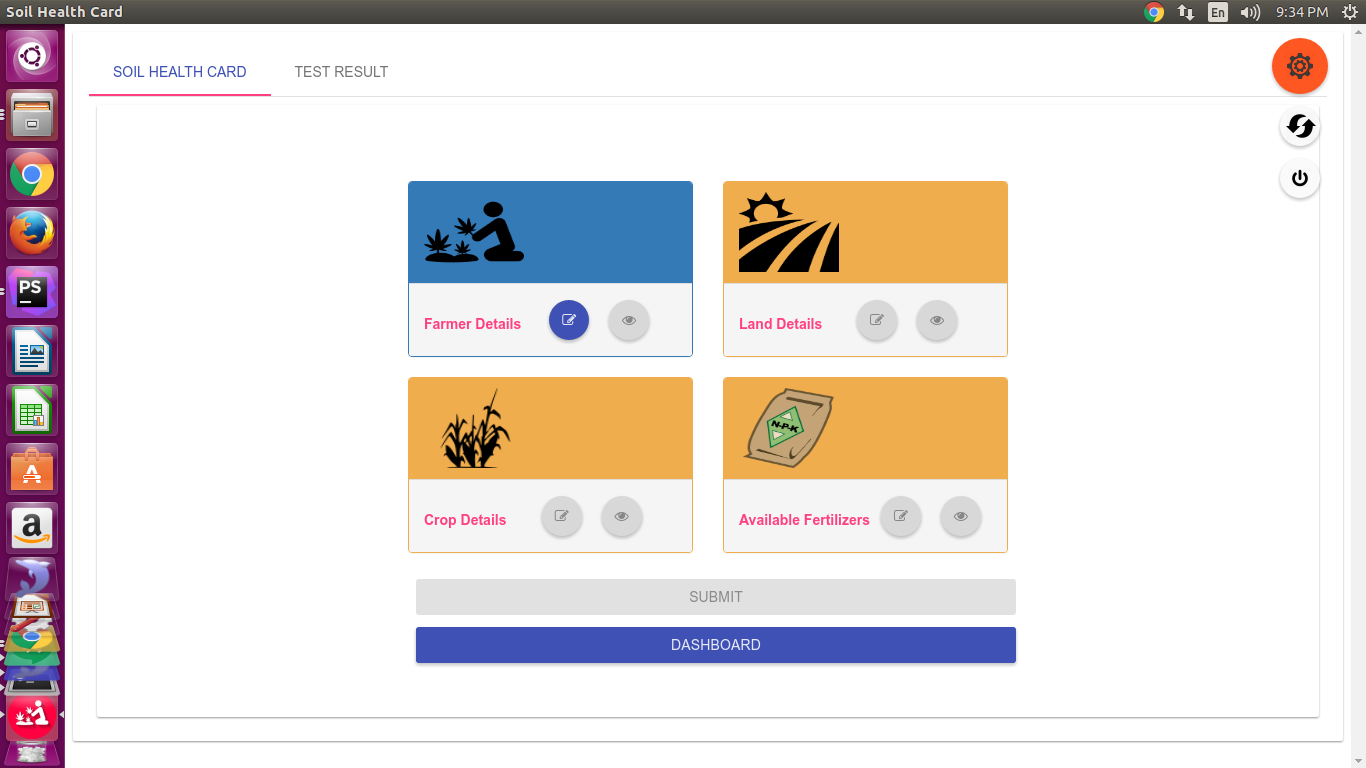 Soil Health Card
En
9:34 PM
SOIL HEALTH CARD
TEST RESULT
PS
N-P-K
Farmer Details
Land Details
Crop Details
Available Fertilizers
SUBMIT
DASHBOARD